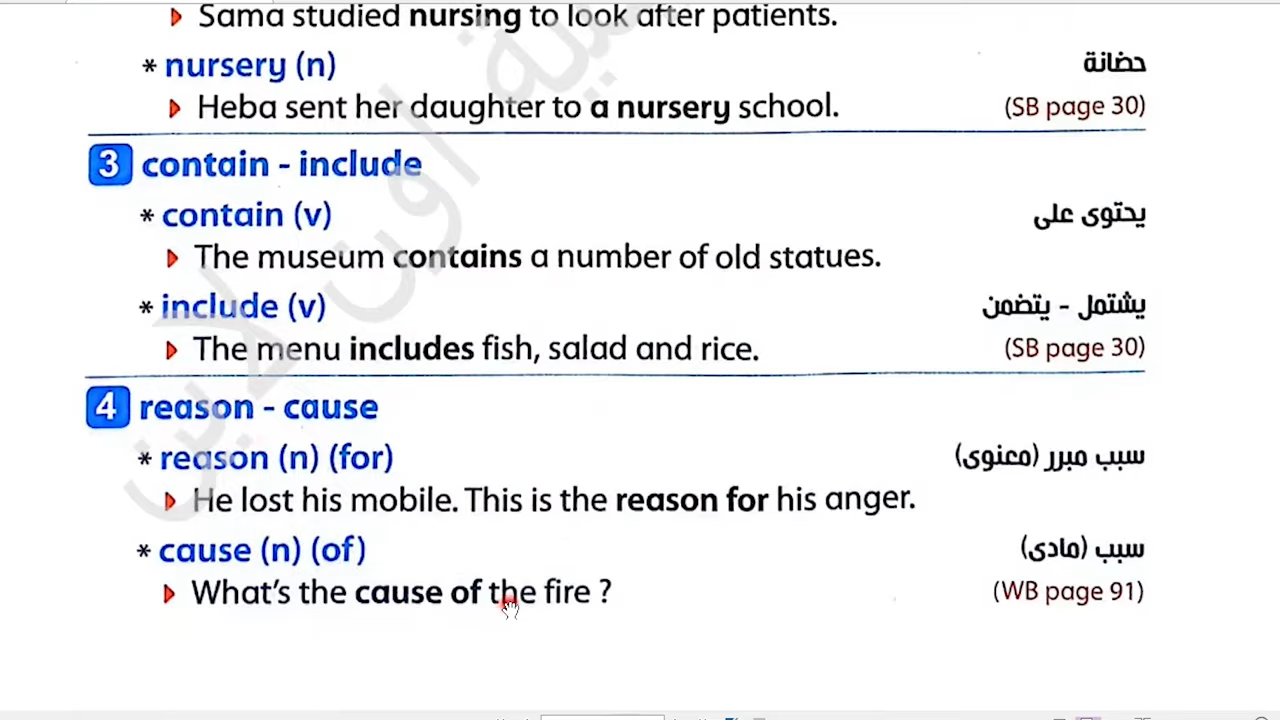 Sama studied nursing to look after patients.
* nursery (n) حضانة
Heba sent her daughter to a nursery school. (SB page 30)
3 contain - include
* contain (v) يحتوى على
The museum contains a number of old statues.
* include (v) يشتمل - يتضمن
The menu includes fish, salad and rice. (SB page 30)
4 reason - cause
* reason (n) (for) سبب مبرر (معنوى)
He lost his mobile. This is the reason for his anger.
* cause (n) (of) سبب (مادى)
What's the cause of the fire ? (WB page 91)
اون لاين